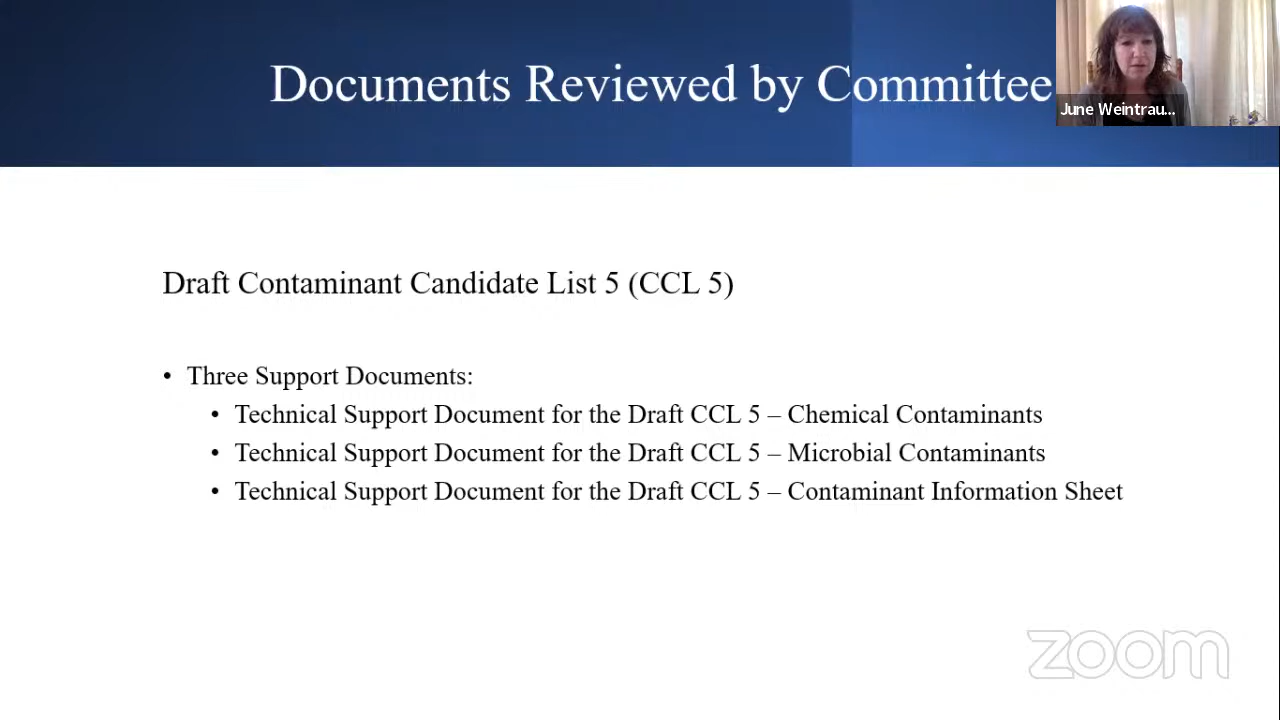 Documents Reviewed by Committee
June Weintrau...
Draft Contaminant Candidate List 5 (CCL 5)
• Three Support Documents:
• Technical Support Document for the Draft CCL 5 – Chemical Contaminants
• Technical Support Document for the Draft CCL 5 – Microbial Contaminants
• Technical Support Document for the Draft CCL 5 – Contaminant Information Sheet
zoom